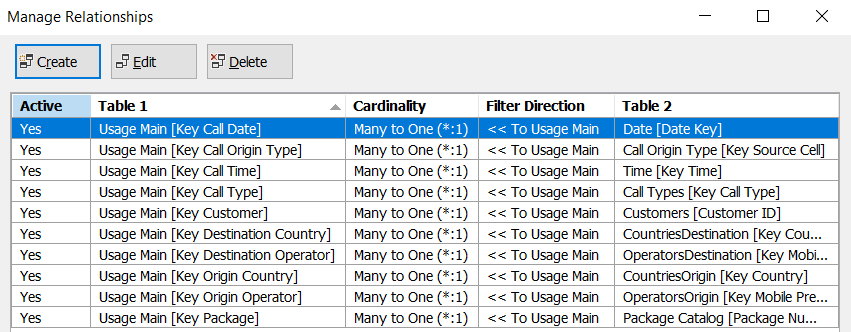 Manage Relationships
Create Edit Delete
Active Table 1 Cardinality Filter Direction Table 2
Yes Usage Main [Key Call Date] Many to One (*:1) << To Usage Main Date [Date Key]
Yes Usage Main [Key Call Origin Type] Many to One (*:1) << To Usage Main Call Origin Type [Key Source Cell]
Yes Usage Main [Key Call Time] Many to One (*:1) << To Usage Main Time [Key Time]
Yes Usage Main [Key Call Type] Many to One (*:1) << To Usage Main Call Types [Key Call Type]
Yes Usage Main [Key Customer] Many to One (*:1) << To Usage Main Customers [Customer ID]
Yes Usage Main [Key Destination Country] Many to One (*:1) << To Usage Main CountriesDestination [Key Cou...
Yes Usage Main [Key Destination Operator] Many to One (*:1) << To Usage Main OperatorsDestination [Key Mobi...
Yes Usage Main [Key Origin Country] Many to One (*:1) << To Usage Main CountriesOrigin [Key Country]
Yes Usage Main [Key Origin Operator] Many to One (*:1) << To Usage Main OperatorsOrigin [Key Mobile Pre...
Yes Usage Main [Key Package] Many to One (*:1) << To Usage Main Package Catalog [Package Nu...